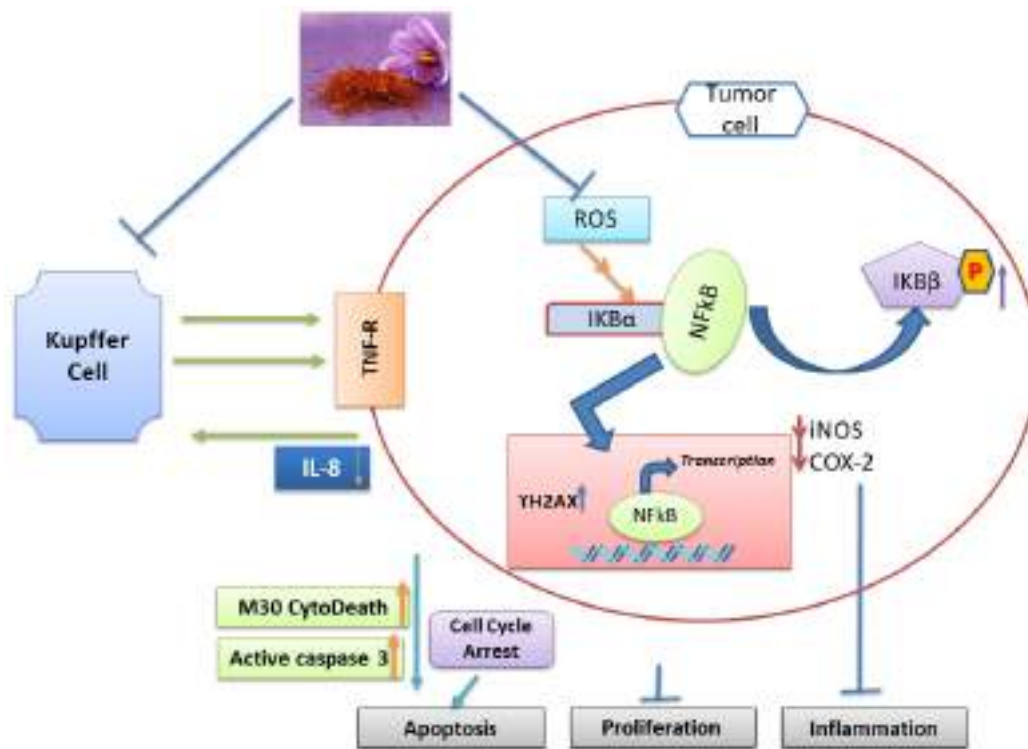 Tumor
cell
ROS
IKBα
NFkB
IKBβ
P
Kupffer
Cell
TNF-R
IL-8
iNOS
COX-2
Transcription
YH2AX
NFkB
M30 CytoDeath
Active caspase 3
Cell Cycle
Arrest
Apoptosis
Proliferation
Inflammation